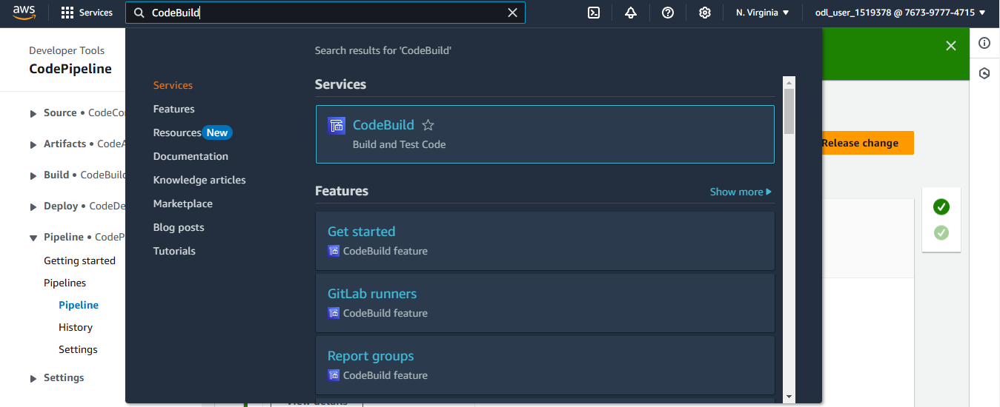 aws
Services
CodeBuild
N. Virginia
odl_user_1519378 @ 7673-9777-4715
Developer Tools
CodePipeline
Source • CodeCo
Artifacts • CodeA
Build • CodeBuild
Deploy • CodeDe
Pipeline • CodeP
Getting started
Pipelines
Pipeline
History
Settings
Settings
Search results for 'CodeBuild'
Services
Features
Resources New
Documentation
Knowledge articles
Marketplace
Blog posts
Tutorials
Services
CodeBuild
Build and Test Code
Features
Show more
Get started
CodeBuild feature
GitLab runners
CodeBuild feature
Report groups
CodeBuild feature
Release change
View details